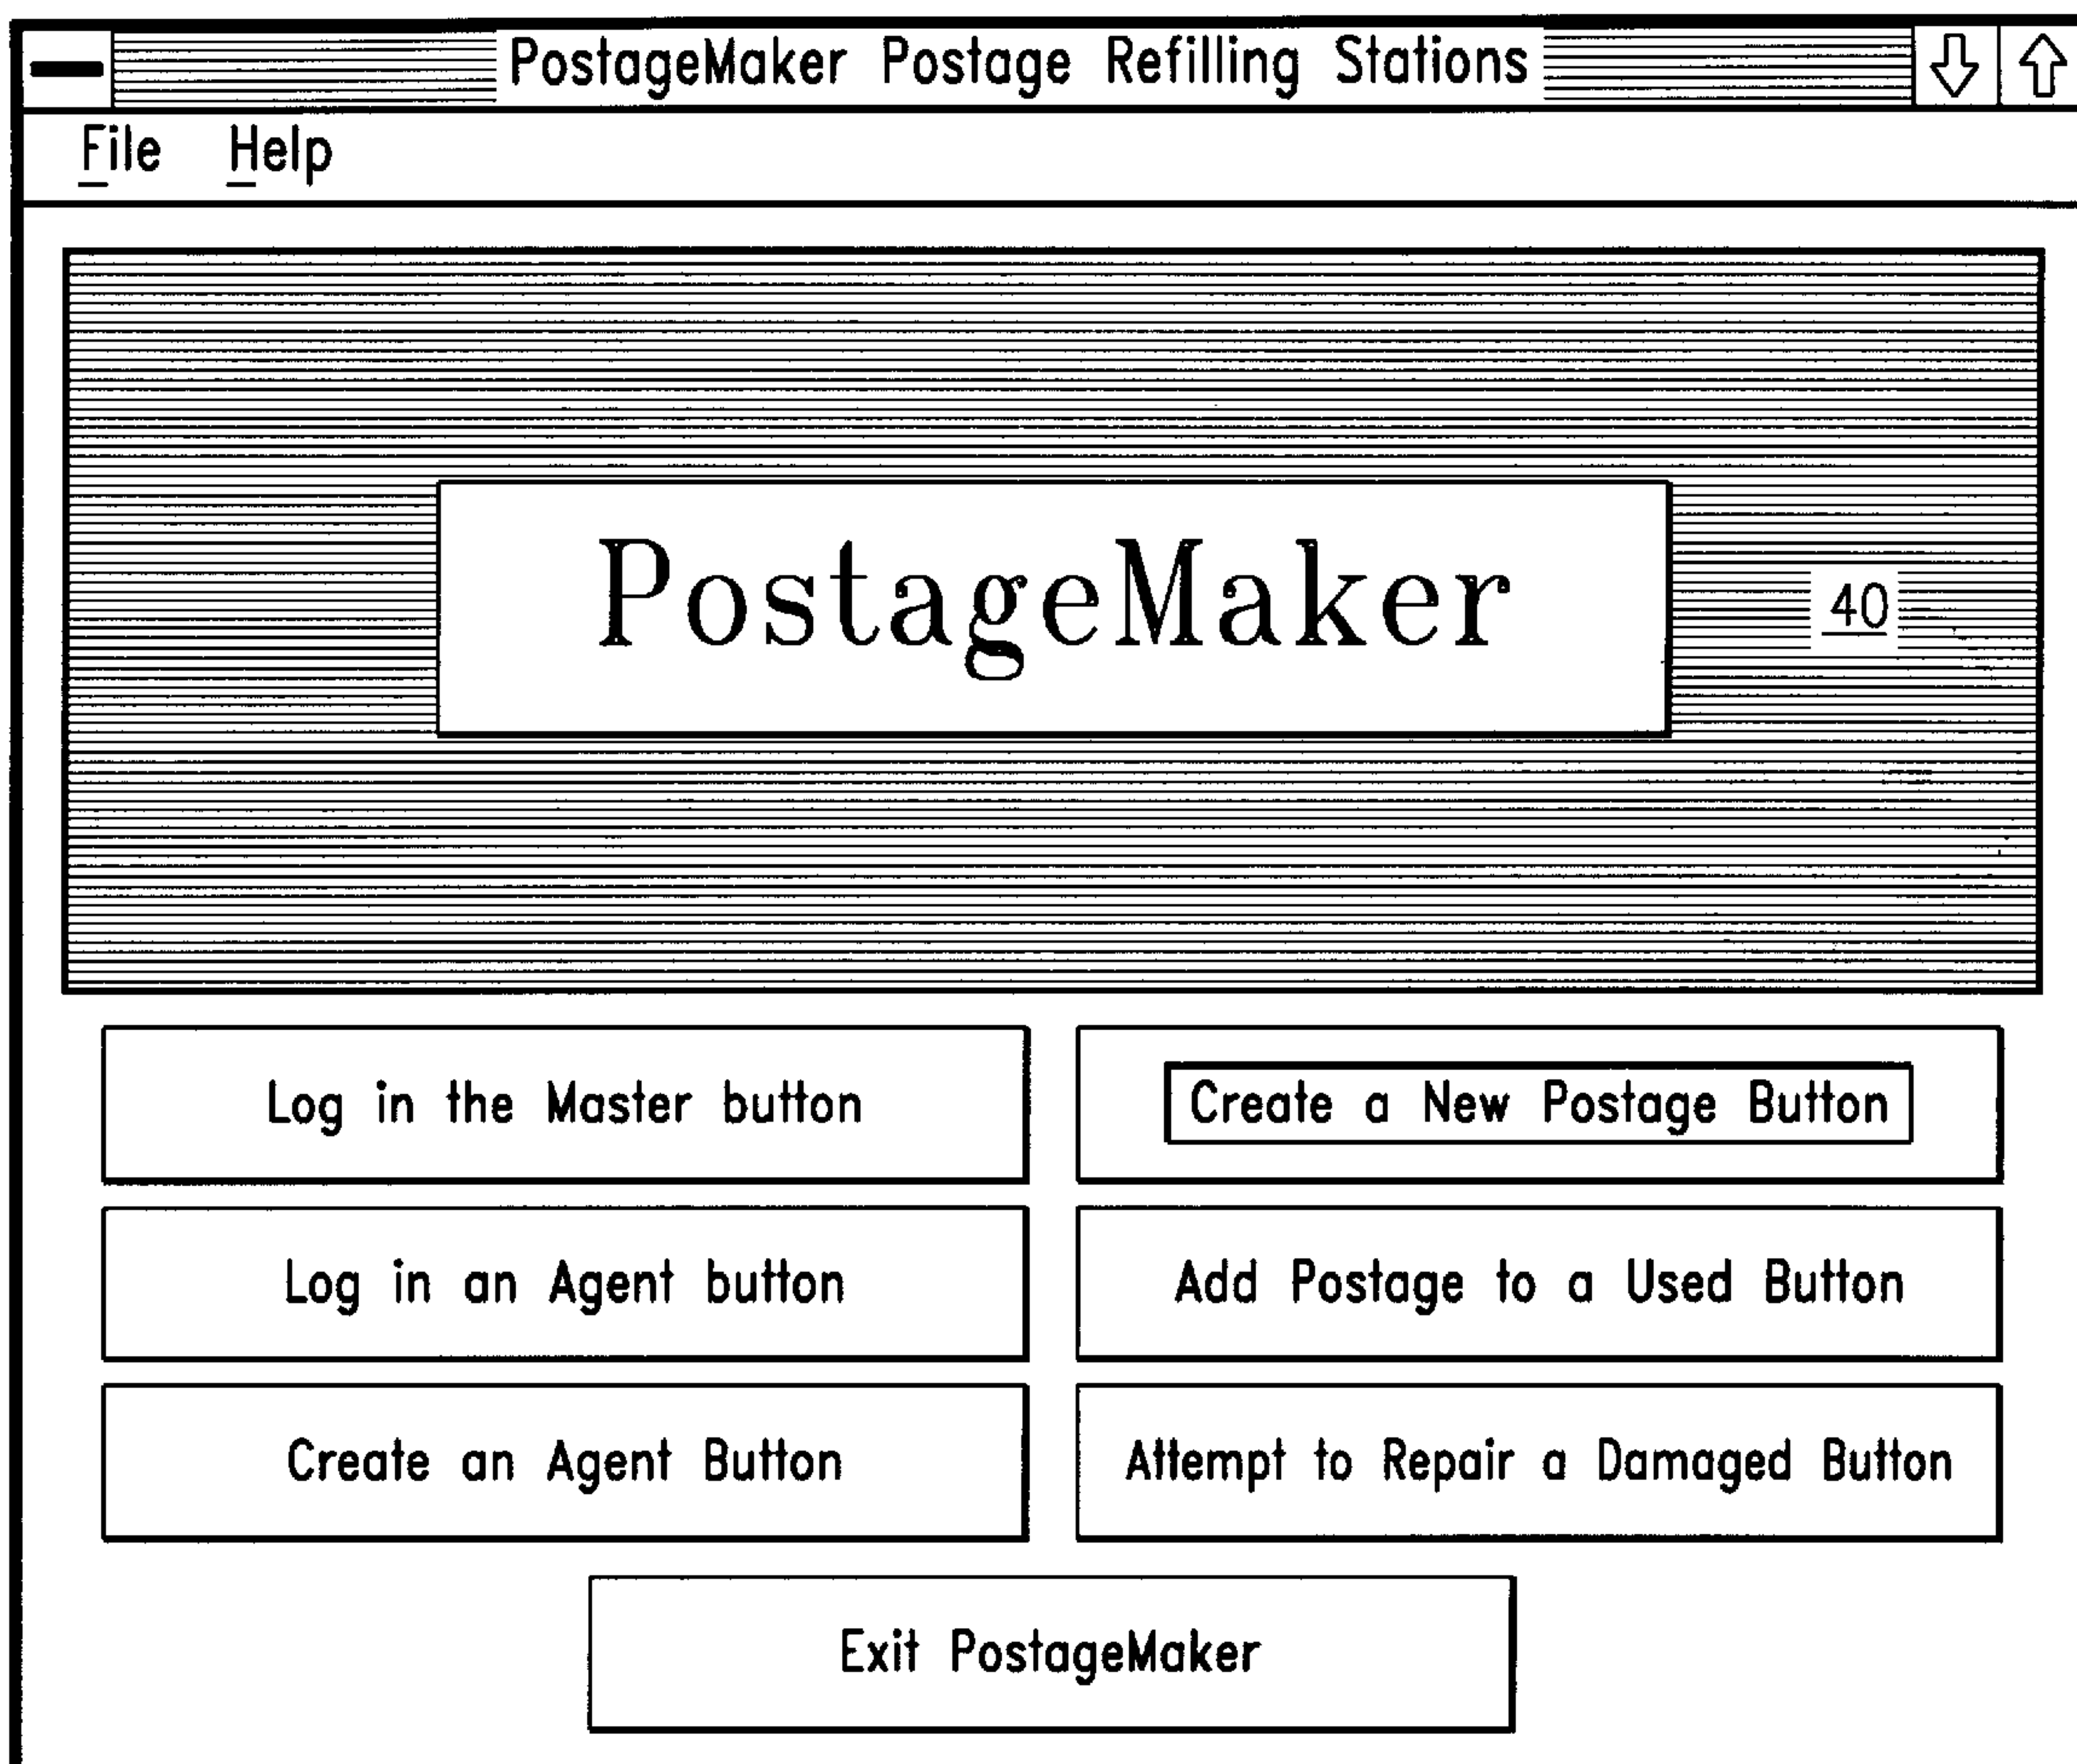 PostageMaker Postage Refilling Stations
File Help
PostageMaker
40
Log in the Master button
Create a New Postage Button
Log in an Agent button
Add Postage to a Used Button
Create an Agent Button
Attempt to Repair a Damaged Button
Exit PostageMaker